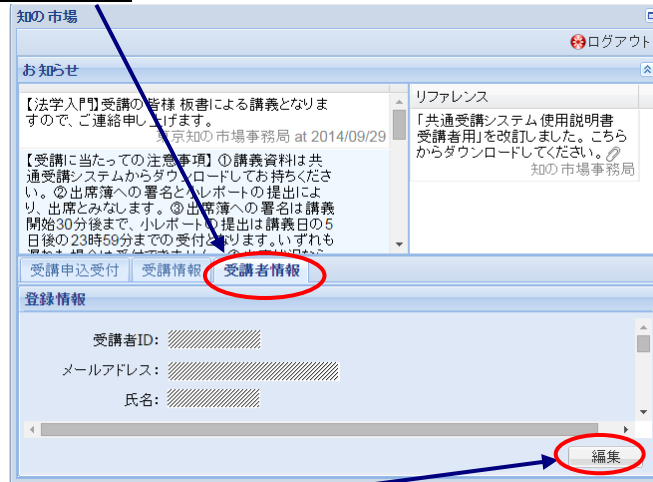 知の市場
ログアウト
お知らせ
【法学入門】受講の皆様 板書による講義となりま
すので、ご連絡申し上げます。
東京知の市場事務局 at 2014/09/29
【受講に当たっての注意事項】①講義資料は共
通受講システムからダウンロードしてお持ちくださ
い。②出席簿への署名と小レポートの提出によ
り、出席とみなします。③出席簿への署名は講義
開始30分後まで、小レポートの提出は講義日の5
日後の23時59分までの受付となります。いずれも
リファレンス
「共通受講システム使用説明書
受講者用」を改訂しました。こちら
からダウンロードしてください。
知の市場事務局
受講申込受付
受講情報
受講者情報
登録情報
受講者ID:
メールアドレス:
氏名:
編集